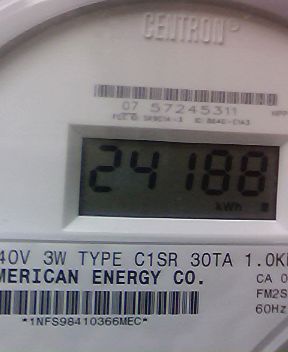 CENTRON®
07 57245311
24188
kWh
40V 3W TYPE C1SR 30TA 1.0K
MERICAN ENERGY CO.
CA 0
FM2S
60Hz
*1NFS98410366MEC*